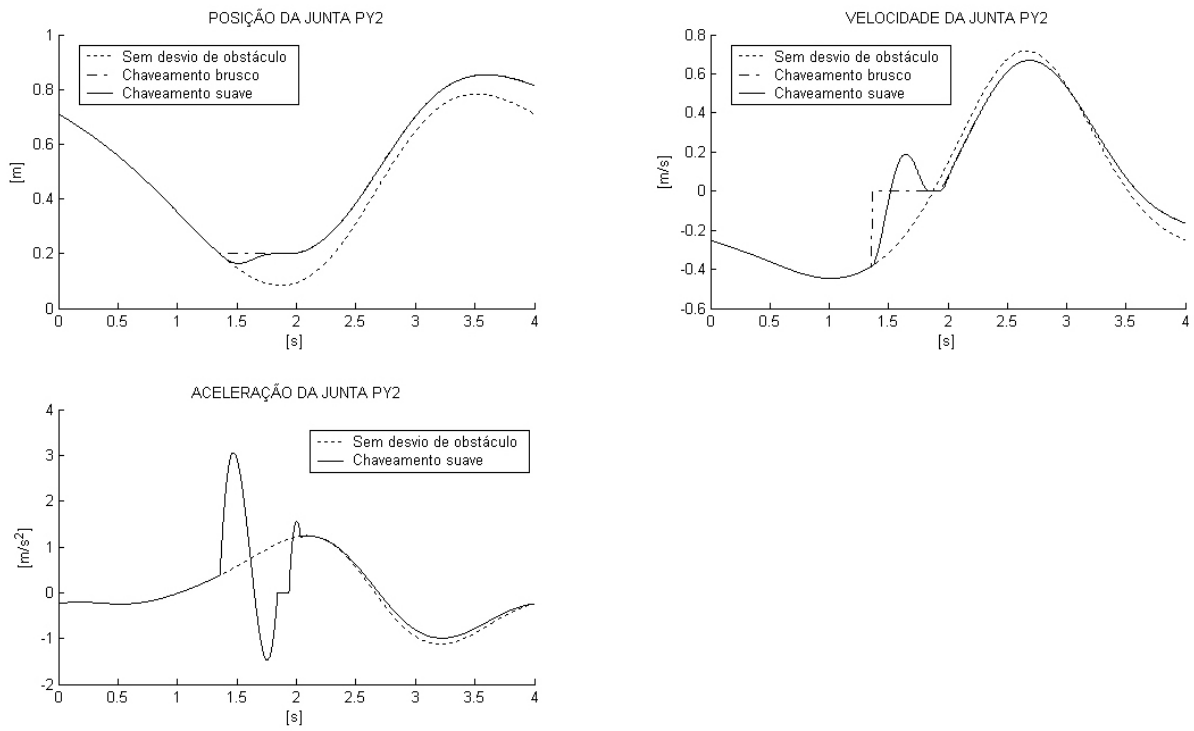 POSIÇÃO DA JUNTA PY2
1
Sem desvio de obstáculo
Chaveamento brusco
Chaveamento suave
0.8
0.6
[m]
0.4
0.2
0
0 0.5 1 1.5 2 2.5 3 3.5 4
[s]
VELOCIDADE DA JUNTA PY2
0.8
Sem desvio de obstáculo
Chaveamento brusco
Chaveamento suave
0.6
0.4
0.2
[m/s]
0
-0.2
-0.4
-0.6
0 0.5 1 1.5 2 2.5 3 3.5 4
[s]
ACELERAÇÃO DA JUNTA PY2
4
Sem desvio de obstáculo
Chaveamento suave
3
2
1
[m/s²]
0
-1
-2
0 0.5 1 1.5 2 2.5 3 3.5 4
[s]